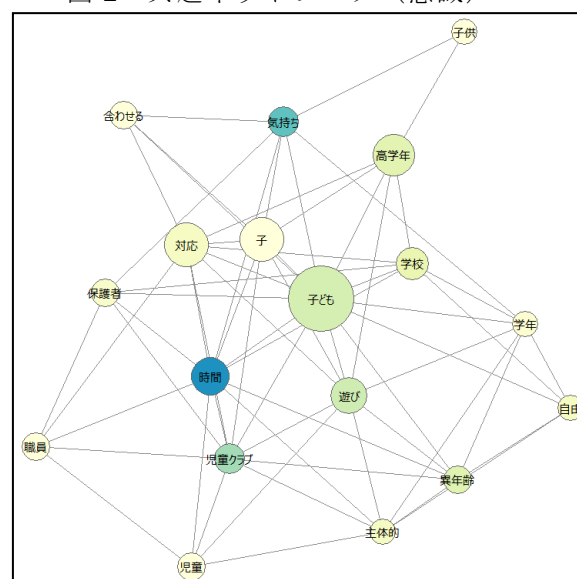 子供
合わせる
気持ち
高学年
対応
子
学校
子ども
保護者
学年
時間
遊び
自由
職員
児童クラブ
異年齢
主体的
児童